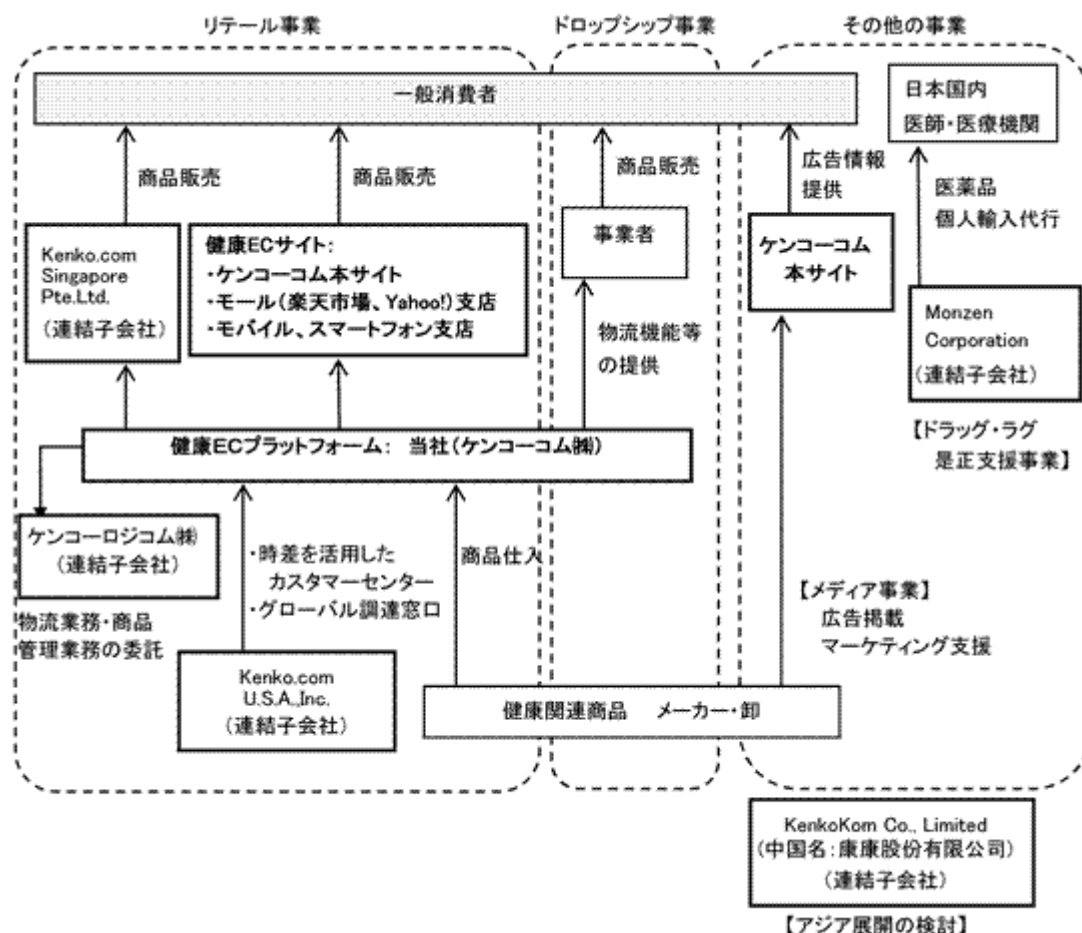 リテール事業
ドロップシップ事業
その他の事業
一般消費者
日本国内
医師・医療機関
商品販売
商品販売
商品販売
広告情報
提供
医薬品
個人輸入代行
Kenko.com
Singapore
Pte.Ltd.
（連結子会社）
健康ECサイト：
・ケンコーコム本サイト
・モール（楽天市場、Yahoo!）支店
・モバイル、スマートフォン支店
事業者
ケンコーコム
本サイト
物流機能等
の提供
Monzen
Corporation
（連結子会社）
【ドラッグ・ラグ
是正支援事業】
健康ECプラットフォーム： 当社（ケンコーコム㈱）
ケンコーロジコム㈱
（連結子会社）
物流業務・商品
管理業務の委託
・時差を活用した
カスタマーセンター
・グローバル調達窓口
商品仕入
【メディア事業】
広告掲載
マーケティング支援
Kenko.com
U.S.A.,Inc.
（連結子会社）
健康関連商品 メーカー・卸
KenkoKom Co., Limited
（中国名：康康股份有限公司）
（連結子会社）
【アジア展開の検討】